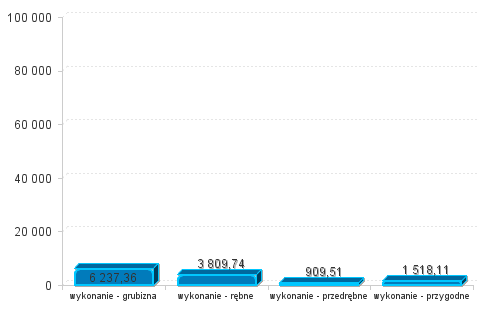 100 000
80 000
60 000
40 000
20 000
0
6 237,36
3 809,74
909,51
1 518,11
wykonanie - grubizna
wykonanie - rębne
wykonanie - przedrębne
wykonanie - przygodne